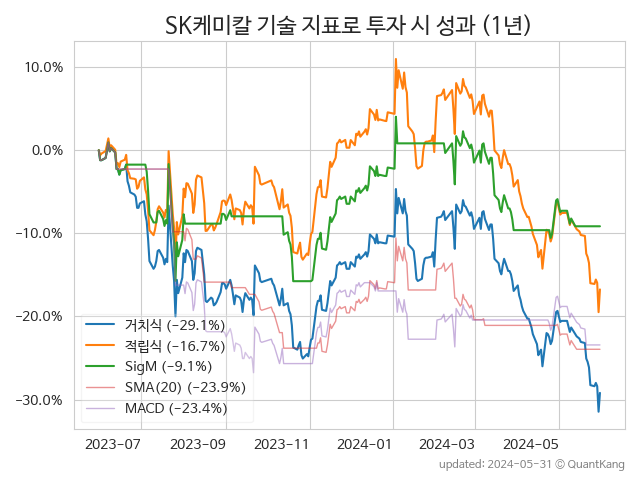 SK케미칼 기술 지표로 투자 시 성과 (1년)
10.0%
0.0%
−10.0%
−20.0%
−30.0%
거치식 (−29.1%)
적립식 (−16.7%)
SigM (−9.1%)
SMA(20) (−23.9%)
MACD (−23.4%)
2023-07
2023-09
2023-11
2024-01
2024-03
2024-05
updated: 2024-05-31 © QuantKang